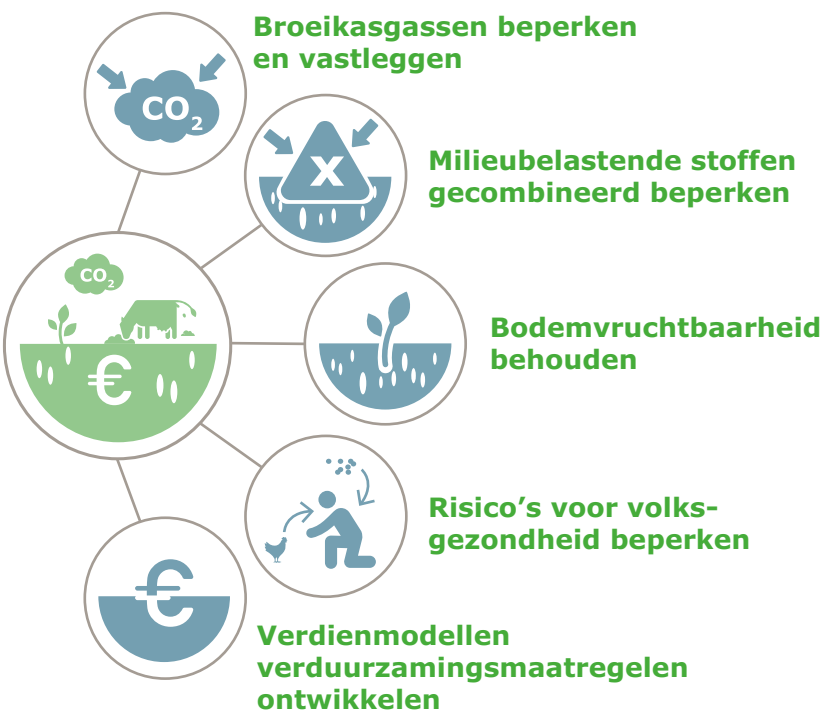 Broeikasgassen beperken
en vastleggen
CO2
X
Milieubelastende stoffen
gecombineerd beperken
CO2
€
Bodemvruchtbaarheid
behouden
Risico’s voor volks-
gezondheid beperken
€
Verdienmodellen
verduurzamingsmaatregelen
ontwikkelen